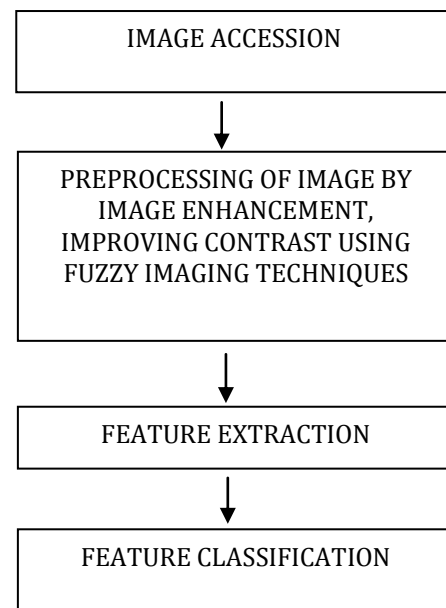 IMAGE ACCESSION
PREPROCESSING OF IMAGE BY
IMAGE ENHANCEMENT,
IMPROVING CONTRAST USING
FUZZY IMAGING TECHNIQUES
FEATURE EXTRACTION
FEATURE CLASSIFICATION